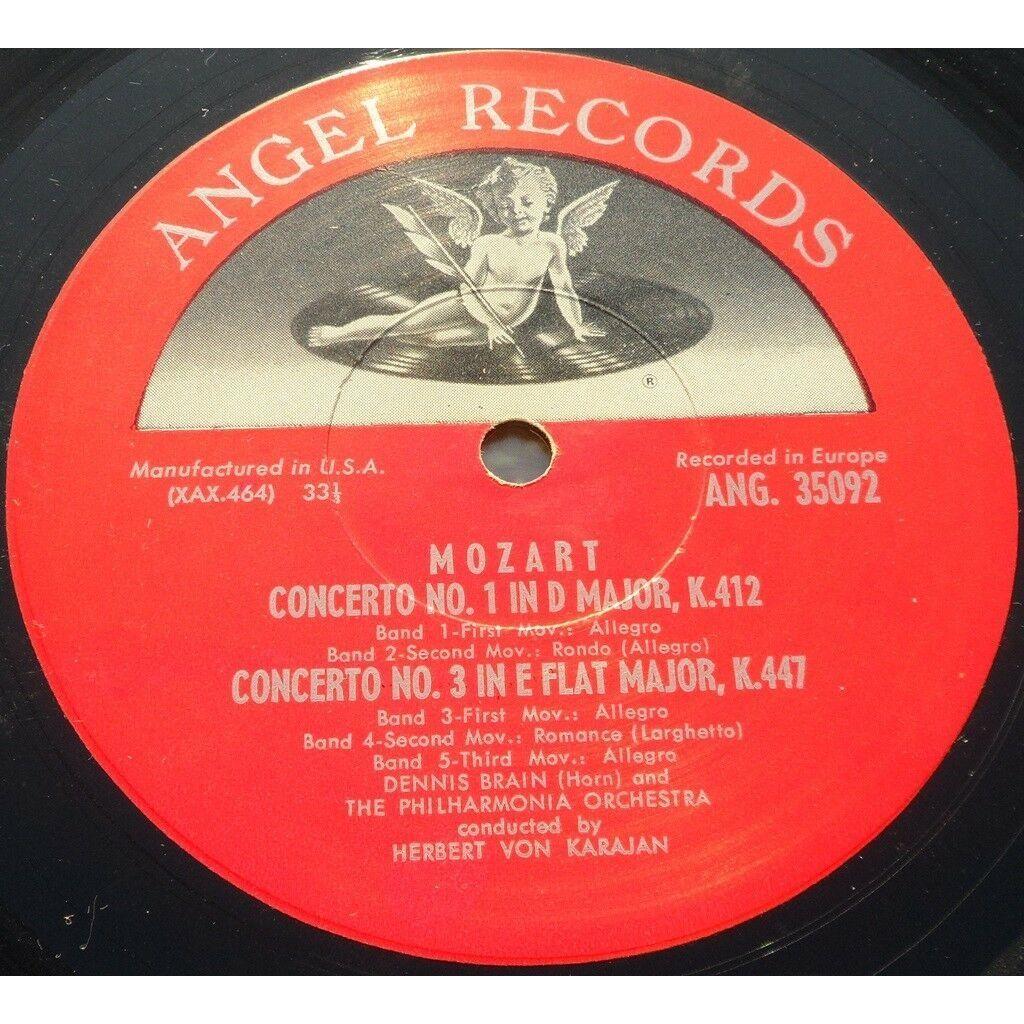 ANGEL RECORDS
®
Manufactured in U.S.A.
(XAX.464) 33⅓
Recorded in Europe
ANG. 35092
MOZART
CONCERTO NO. 1 IN D MAJOR, K.412
Band 1-First Mov.: Allegro
Band 2-Second Mov.: Rondo (Allegro)
CONCERTO NO. 3 IN E FLAT MAJOR, K.447
Band 3-First Mov.: Allegro
Band 4-Second Mov.: Romance (Larghetto)
Band 5-Third Mov.: Allegro
DENNIS BRAIN (Horn) and
THE PHILHARMONIA ORCHESTRA
conducted by
HERBERT VON KARAJAN